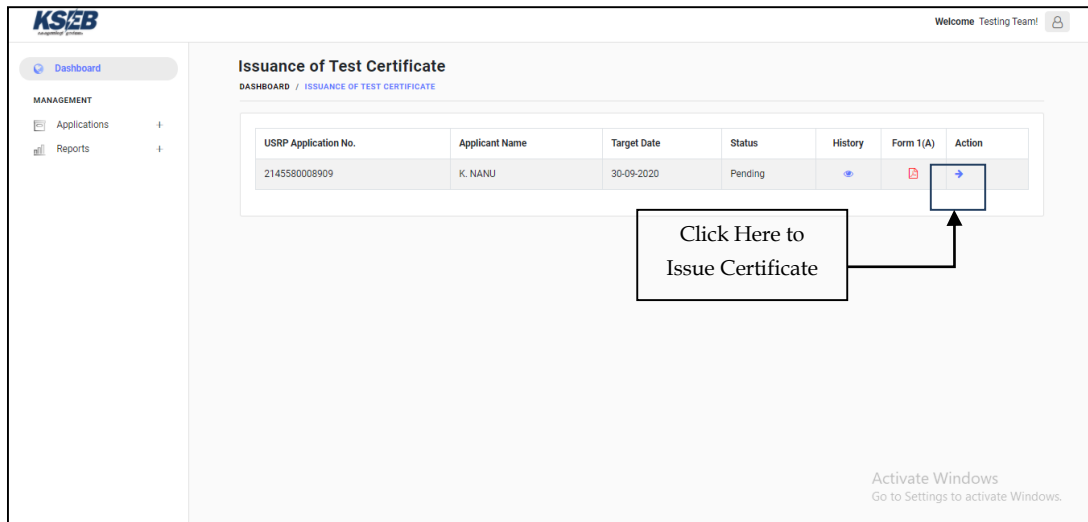 KSEB
Welcome Testing Team!
Dashboard
Issuance of Test Certificate
DASHBOARD / ISSUANCE OF TEST CERTIFICATE
MANAGEMENT
Applications +
Reports +
USRP Application No. Applicant Name Target Date Status History Form 1(A) Action
2145580008909 K. NANU 30-09-2020 Pending
Click Here to
Issue Certificate
Activate Windows
Go to Settings to activate Windows.